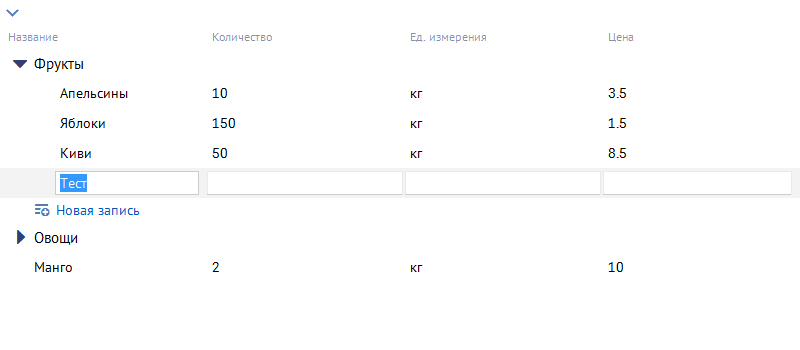 Название Количество Ед. измерения Цена
Фрукты
Апельсины 10 кг 3.5
Яблоки 150 кг 1.5
Киви 50 кг 8.5
Тест
Новая запись
Овощи
Манго 2 кг 10